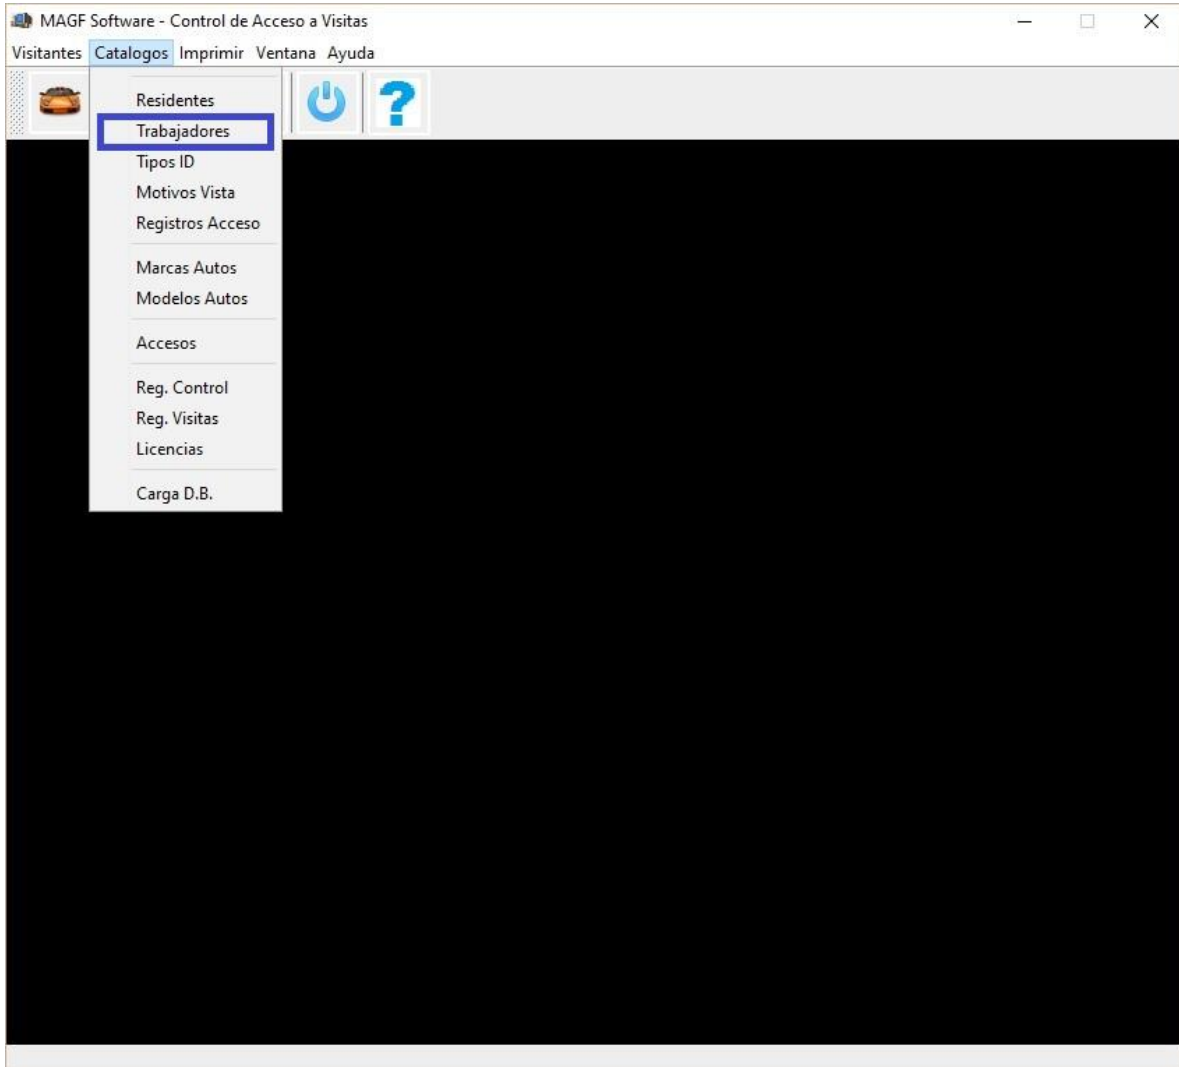 MAGF Software - Control de Acceso a Visitas
Visitantes Catalogos Imprimir Ventana Ayuda
Residentes
Trabajadores
Tipos ID
Motivos Vista
Registros Acceso
Marcas Autos
Modelos Autos
Accesos
Reg. Control
Reg. Visitas
Licencias
Carga D.B.